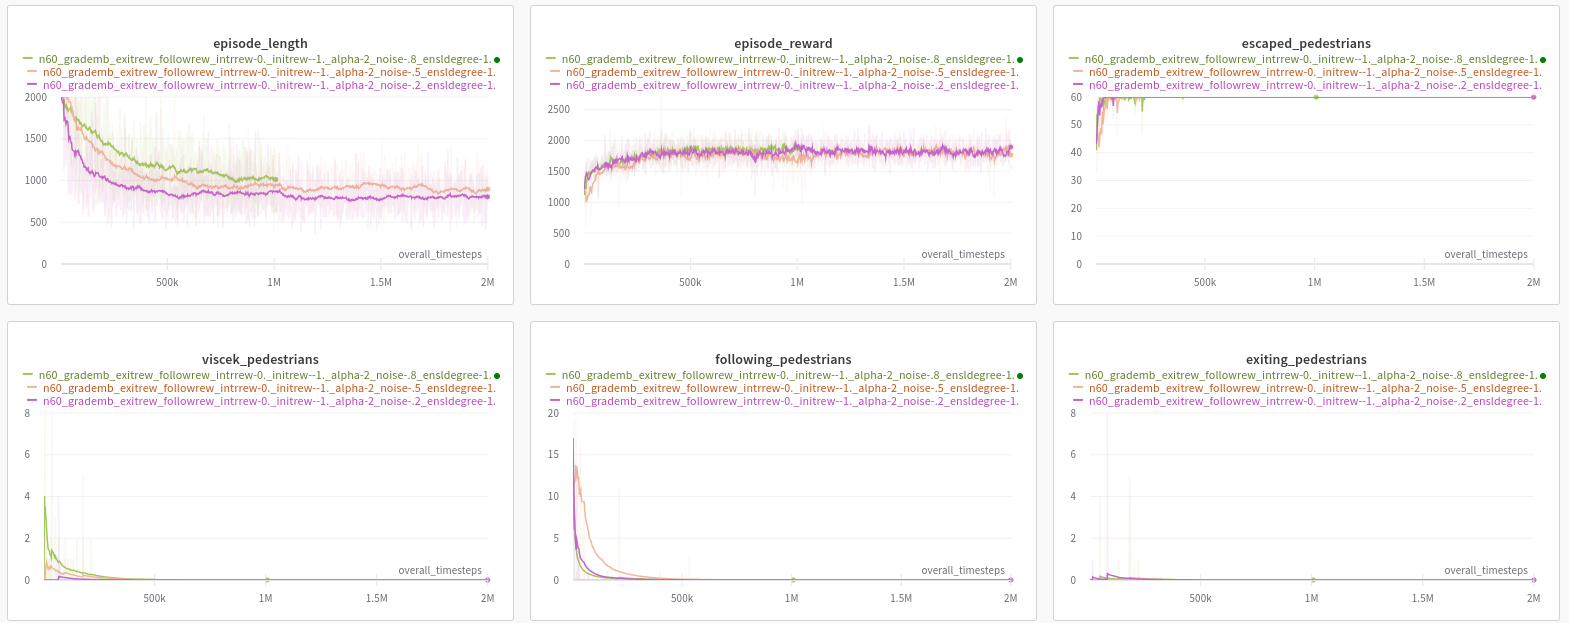 episode_length
n60_grademb_exitrew_followrew_intrrew-0._initrew--1._alpha-2_noise-.8_ensldegree-1.
n60_grademb_exitrew_followrew_intrrew-0._initrew--1._alpha-2_noise-.5_ensldegree-1.
n60_grademb_exitrew_followrew_intrrew-0._initrew--1._alpha-2_noise-.2_ensldegree-1.
2000
1500
1000
500
0
overall_timesteps
500k 1M 1.5M 2M
episode_reward
n60_grademb_exitrew_followrew_intrrew-0._initrew--1._alpha-2_noise-.8_ensldegree-1.
n60_grademb_exitrew_followrew_intrrew-0._initrew--1._alpha-2_noise-.5_ensldegree-1.
n60_grademb_exitrew_followrew_intrrew-0._initrew--1._alpha-2_noise-.2_ensldegree-1.
2500
2000
1500
1000
500
0
overall_timesteps
500k 1M 1.5M 2M
escaped_pedestrians
n60_grademb_exitrew_followrew_intrrew-0._initrew--1._alpha-2_noise-.8_ensldegree-1.
n60_grademb_exitrew_followrew_intrrew-0._initrew--1._alpha-2_noise-.5_ensldegree-1.
n60_grademb_exitrew_followrew_intrrew-0._initrew--1._alpha-2_noise-.2_ensldegree-1.
60
50
40
30
20
10
0
overall_timesteps
500k 1M 1.5M 2M
viscek_pedestrians
n60_grademb_exitrew_followrew_intrrew-0._initrew--1._alpha-2_noise-.8_ensldegree-1.
n60_grademb_exitrew_followrew_intrrew-0._initrew--1._alpha-2_noise-.5_ensldegree-1.
n60_grademb_exitrew_followrew_intrrew-0._initrew--1._alpha-2_noise-.2_ensldegree-1.
8
6
4
2
0
overall_timesteps
500k 1M 1.5M 2M
following_pedestrians
n60_grademb_exitrew_followrew_intrrew-0._initrew--1._alpha-2_noise-.8_ensldegree-1.
n60_grademb_exitrew_followrew_intrrew-0._initrew--1._alpha-2_noise-.5_ensldegree-1.
n60_grademb_exitrew_followrew_intrrew-0._initrew--1._alpha-2_noise-.2_ensldegree-1.
20
15
10
5
0
overall_timesteps
500k 1M 1.5M 2M
exiting_pedestrians
n60_grademb_exitrew_followrew_intrrew-0._initrew--1._alpha-2_noise-.8_ensldegree-1.
n60_grademb_exitrew_followrew_intrrew-0._initrew--1._alpha-2_noise-.5_ensldegree-1.
n60_grademb_exitrew_followrew_intrrew-0._initrew--1._alpha-2_noise-.2_ensldegree-1.
8
6
4
2
0
overall_timesteps
500k 1M 1.5M 2M